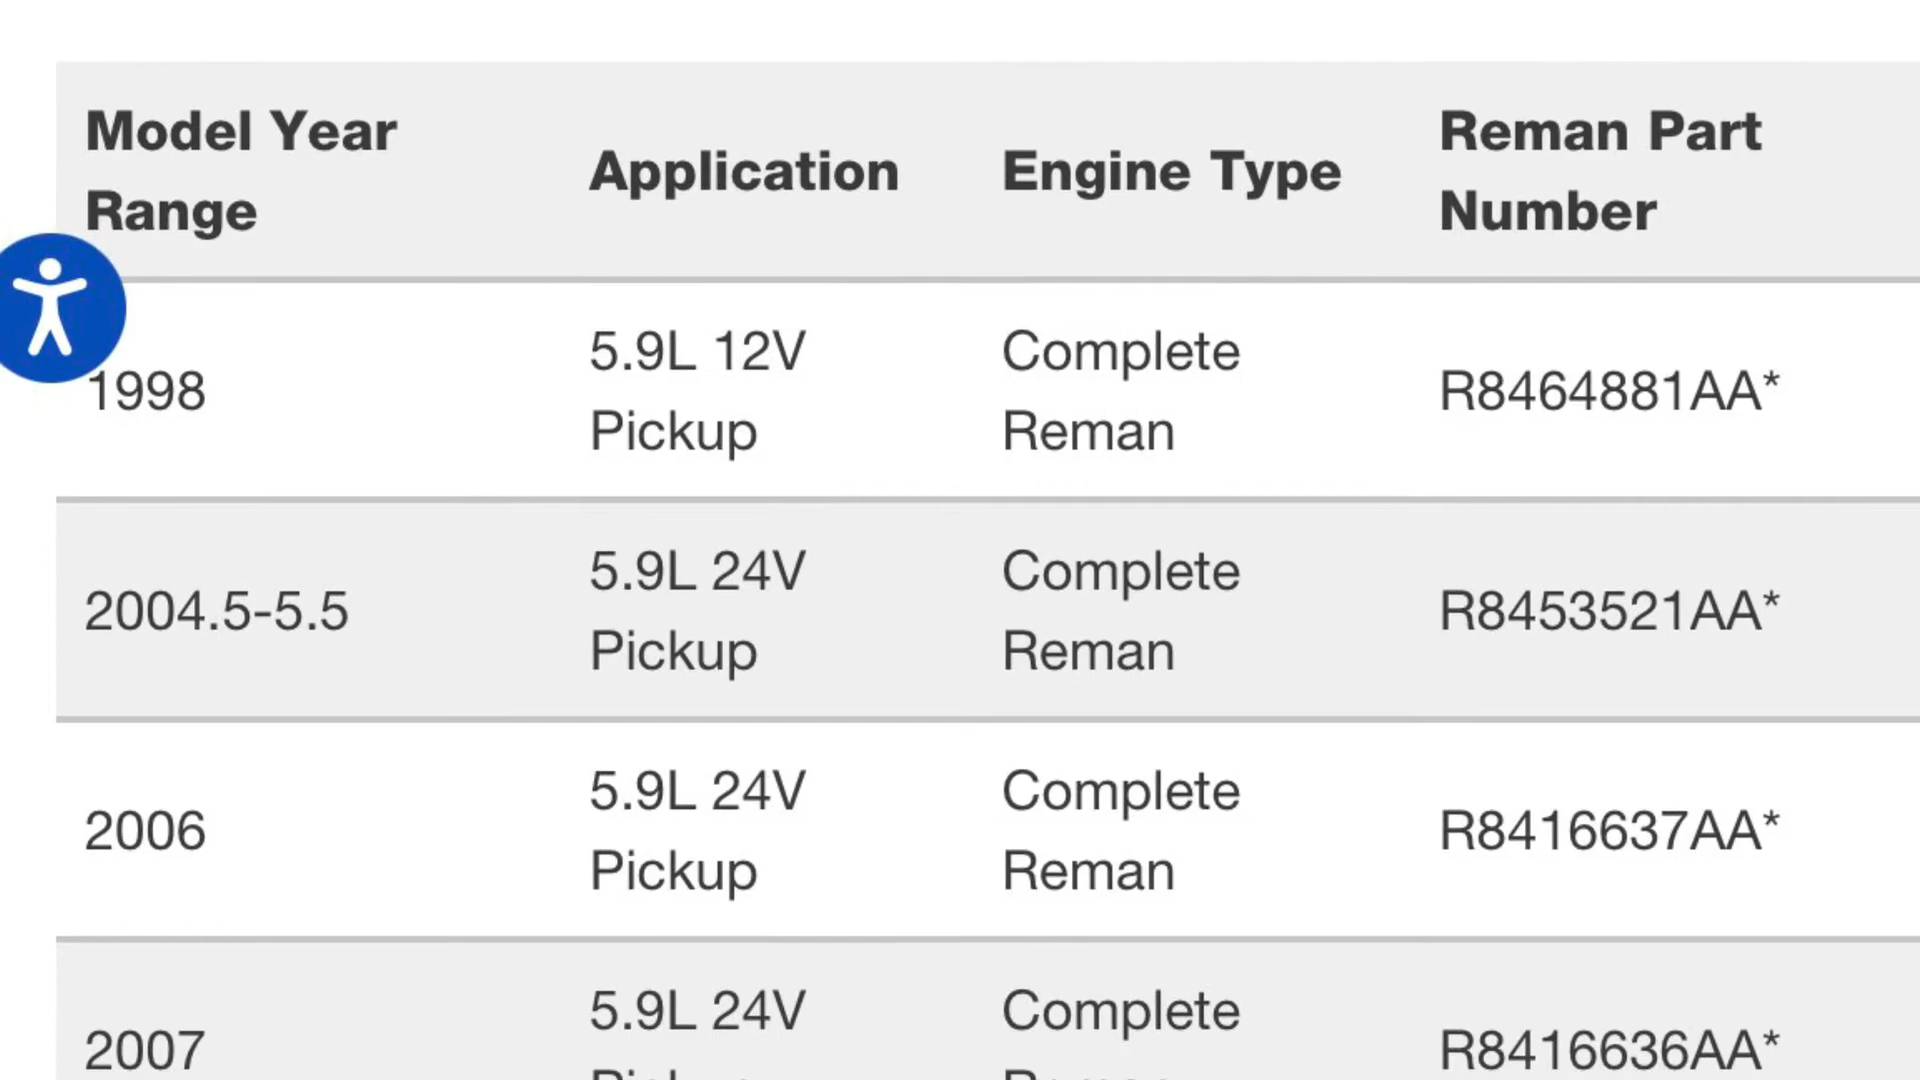 Model Year
Range
Application
Engine Type
Reman Part
Number
1998
5.9L 12V
Pickup
Complete
Reman
R8464881AA*
2004.5-5.5
5.9L 24V
Pickup
Complete
Reman
R8453521AA*
2006
5.9L 24V
Pickup
Complete
Reman
R8416637AA*
2007
5.9L 24V
Complete
R8416636AA*